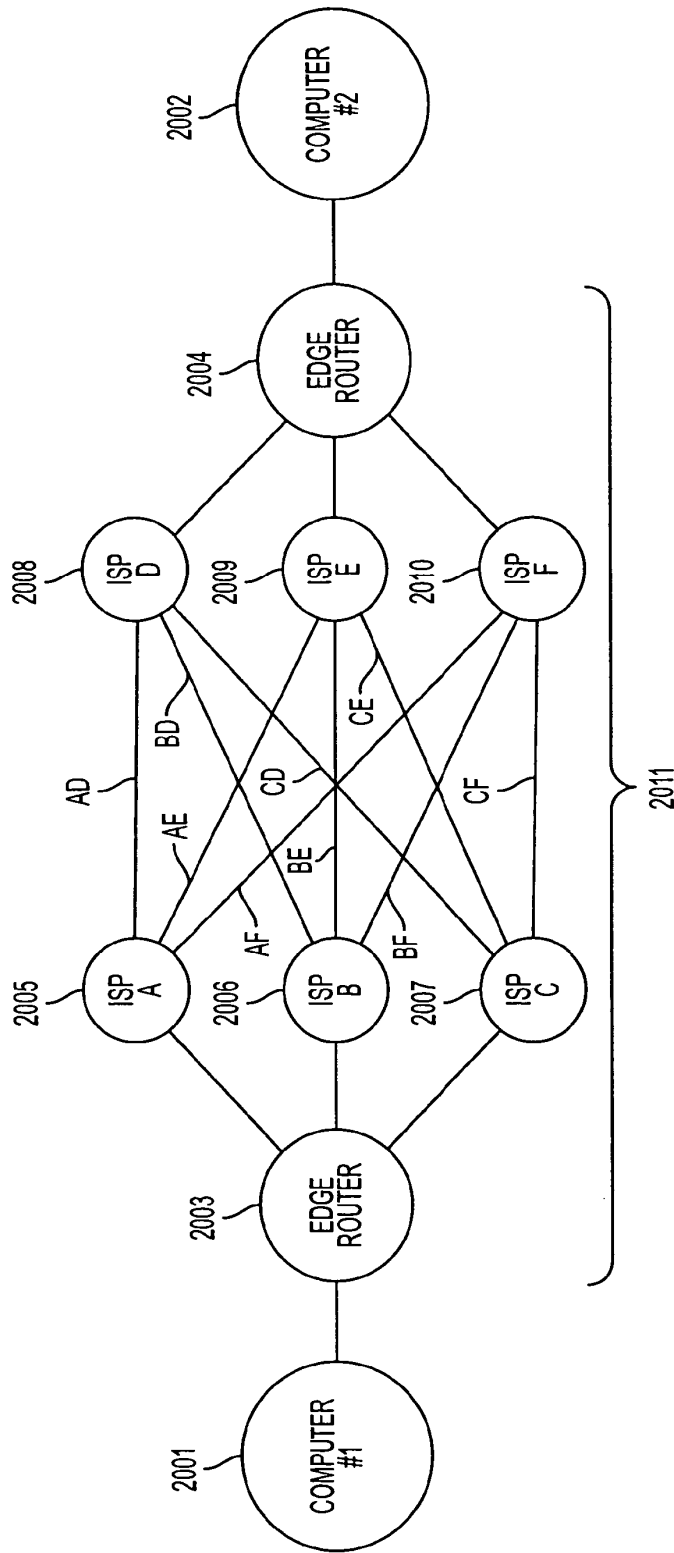 2001
COMPUTER
#1
2003
EDGE
ROUTER
2005
ISP
A
2006
ISP
B
2007
ISP
C
AD
BD
AE
AF
CD
BE
CE
BF
CF
2008
ISP
D
2009
ISP
E
2010
ISP
F
2004
EDGE
ROUTER
2002
COMPUTER
#2
2011